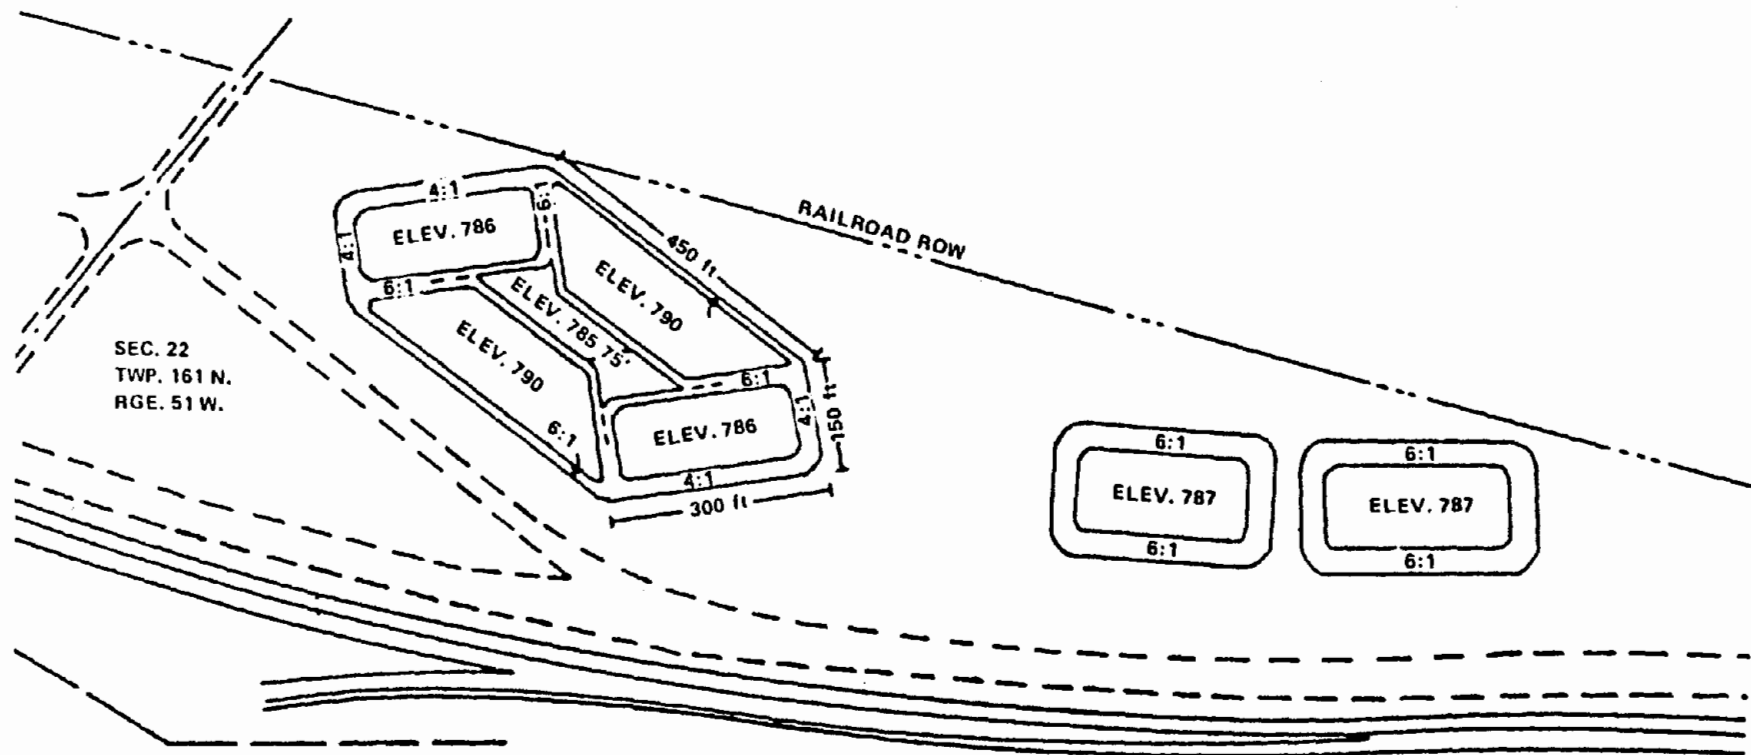 RAILROAD ROW
4:1
6:1
4:1
ELEV. 786
450 ft
6:1
ELEV. 790
ELEV. 785 75'
ELEV. 790
SEC. 22
TWP. 161 N.
RGE. 51 W.
6:1
4:1
150 ft
6:1
ELEV. 786
4:1
300 ft
6:1
ELEV. 787
6:1
6:1
ELEV. 787
6:1